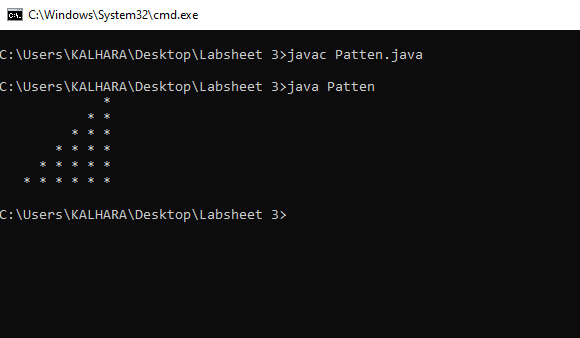 C:\Windows\System32\cmd.exe
C:\Users\KALHARA\Desktop\Labsheet 3>javac Patten.java
C:\Users\KALHARA\Desktop\Labsheet 3>java Patten
*
* *
* * *
* * * *
* * * * *
* * * * * *
C:\Users\KALHARA\Desktop\Labsheet 3>